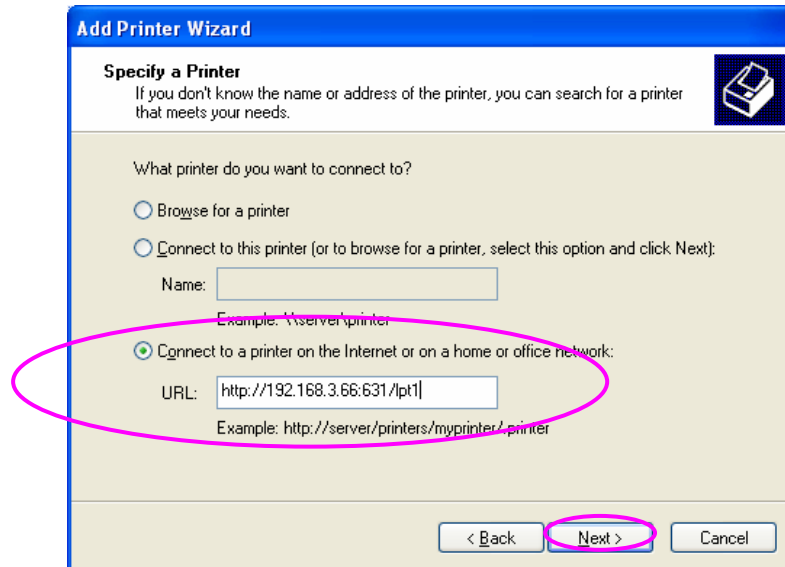 Add Printer Wizard
Specify a Printer
If you don't know the name or address of the printer, you can search for a printer
that meets your needs.
What printer do you want to connect to?
Browse for a printer
Connect to this printer (or to browse for a printer, select this option and click Next):
Name:
Example: \\server\printer
Connect to a printer on the Internet or on a home or office network:
URL: http://192.168.3.66:631/lpt1
Example: http://server/printers/myprinter/.printer
< Back Next > Cancel